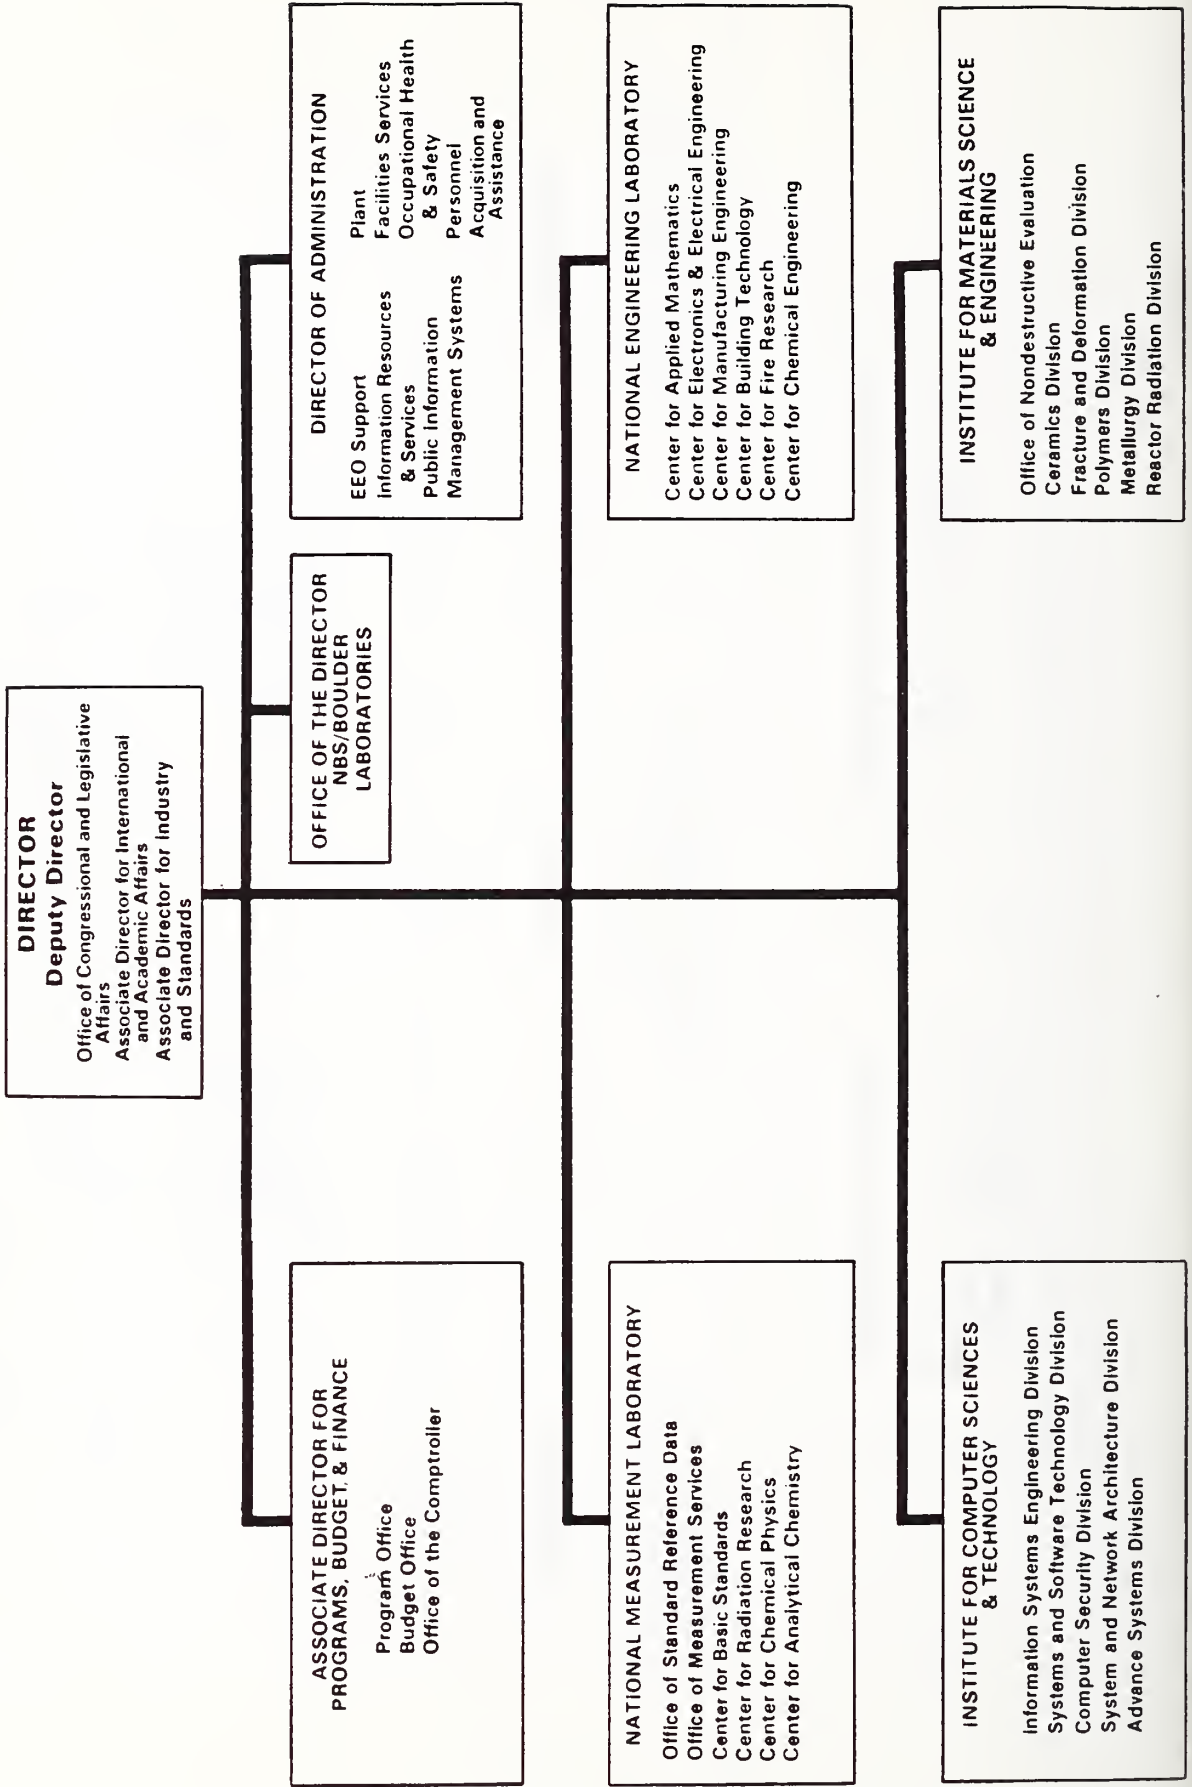 DIRECTOR
Deputy Director
Office of Congressional and Legislative
Affairs
Associate Director for International
and Academic Affairs
Associate Director for Industry
and Standards
ASSOCIATE DIRECTOR FOR
PROGRAMS, BUDGET, & FINANCE
Program Office
Budget Office
Office of the Comptroller
OFFICE OF THE DIRECTOR
NBS/BOULDER
LABORATORIES
DIRECTOR OF ADMINISTRATION
EEO Support
Information Resources
& Services
Public Information
Management Systems
Plant
Facilities Services
Occupational Health
& Safety
Personnel
Acquisition and
Assistance
NATIONAL MEASUREMENT LABORATORY
Office of Standard Reference Data
Office of Measurement Services
Center for Basic Standards
Center for Radiation Research
Center for Chemical Physics
Center for Analytical Chemistry
NATIONAL ENGINEERING LABORATORY
Center for Applied Mathematics
Center for Electronics & Electrical Engineering
Center for Manufacturing Engineering
Center for Building Technology
Center for Fire Research
Center for Chemical Engineering
INSTITUTE FOR COMPUTER SCIENCES
& TECHNOLOGY
Information Systems Engineering Division
Systems and Software Technology Division
Computer Security Division
System and Network Architecture Division
Advance Systems Division
INSTITUTE FOR MATERIALS SCIENCE
& ENGINEERING
Office of Nondestructive Evaluation
Ceramics Division
Fracture and Deformation Division
Polymers Division
Metallurgy Division
Reactor Radiation Division